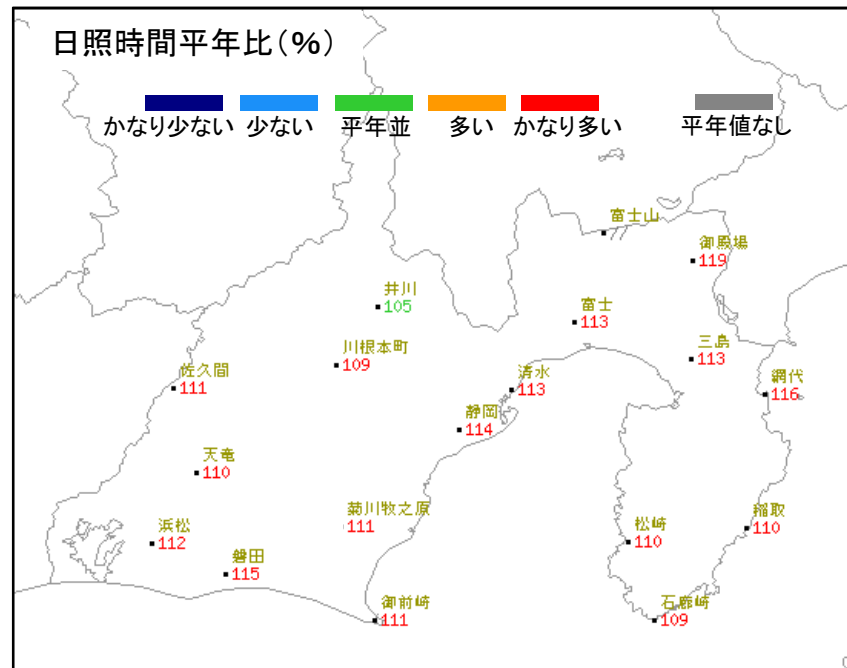 日照時間平年比(%)
かなり少ない 少ない 平年並 多い かなり多い 平年値なし
富士山
御殿場
119
井川
105
富士
113
川根本町
109
三島
113
佐久間
111
清水
113
網代
116
静岡
114
天竜
110
菊川牧之原
111
浜松
112
松崎
110
稲取
110
磐田
115
御前崎
111
石廊崎
109